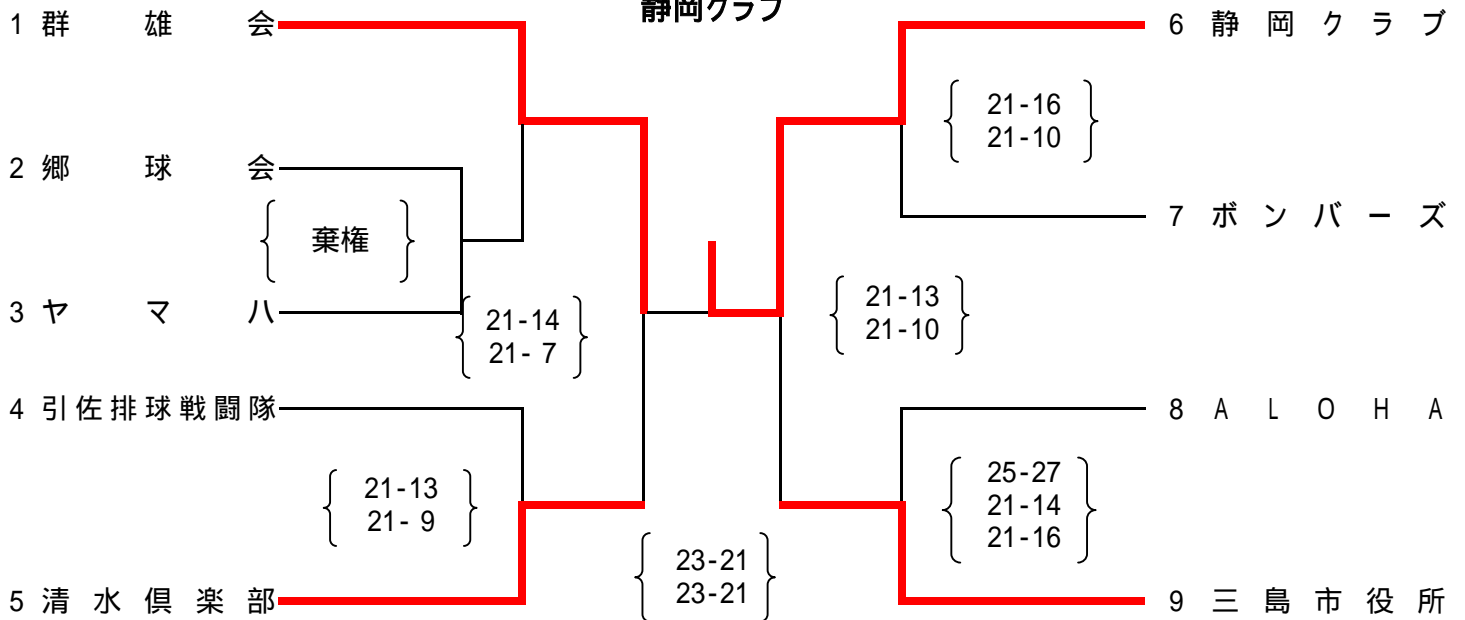 静岡クラブ
1 群雄会
2 郷球会
棄権
3 ヤマハ
21-14
21- 7
4 引佐排球戦闘隊
21-13
21- 9
5 清水倶楽部
23-21
23-21
6 静岡クラブ
21-16
21-10
7 ボンバーズ
21-13
21-10
8 ALOHA
25-27
21-14
21-16
9 三島市役所